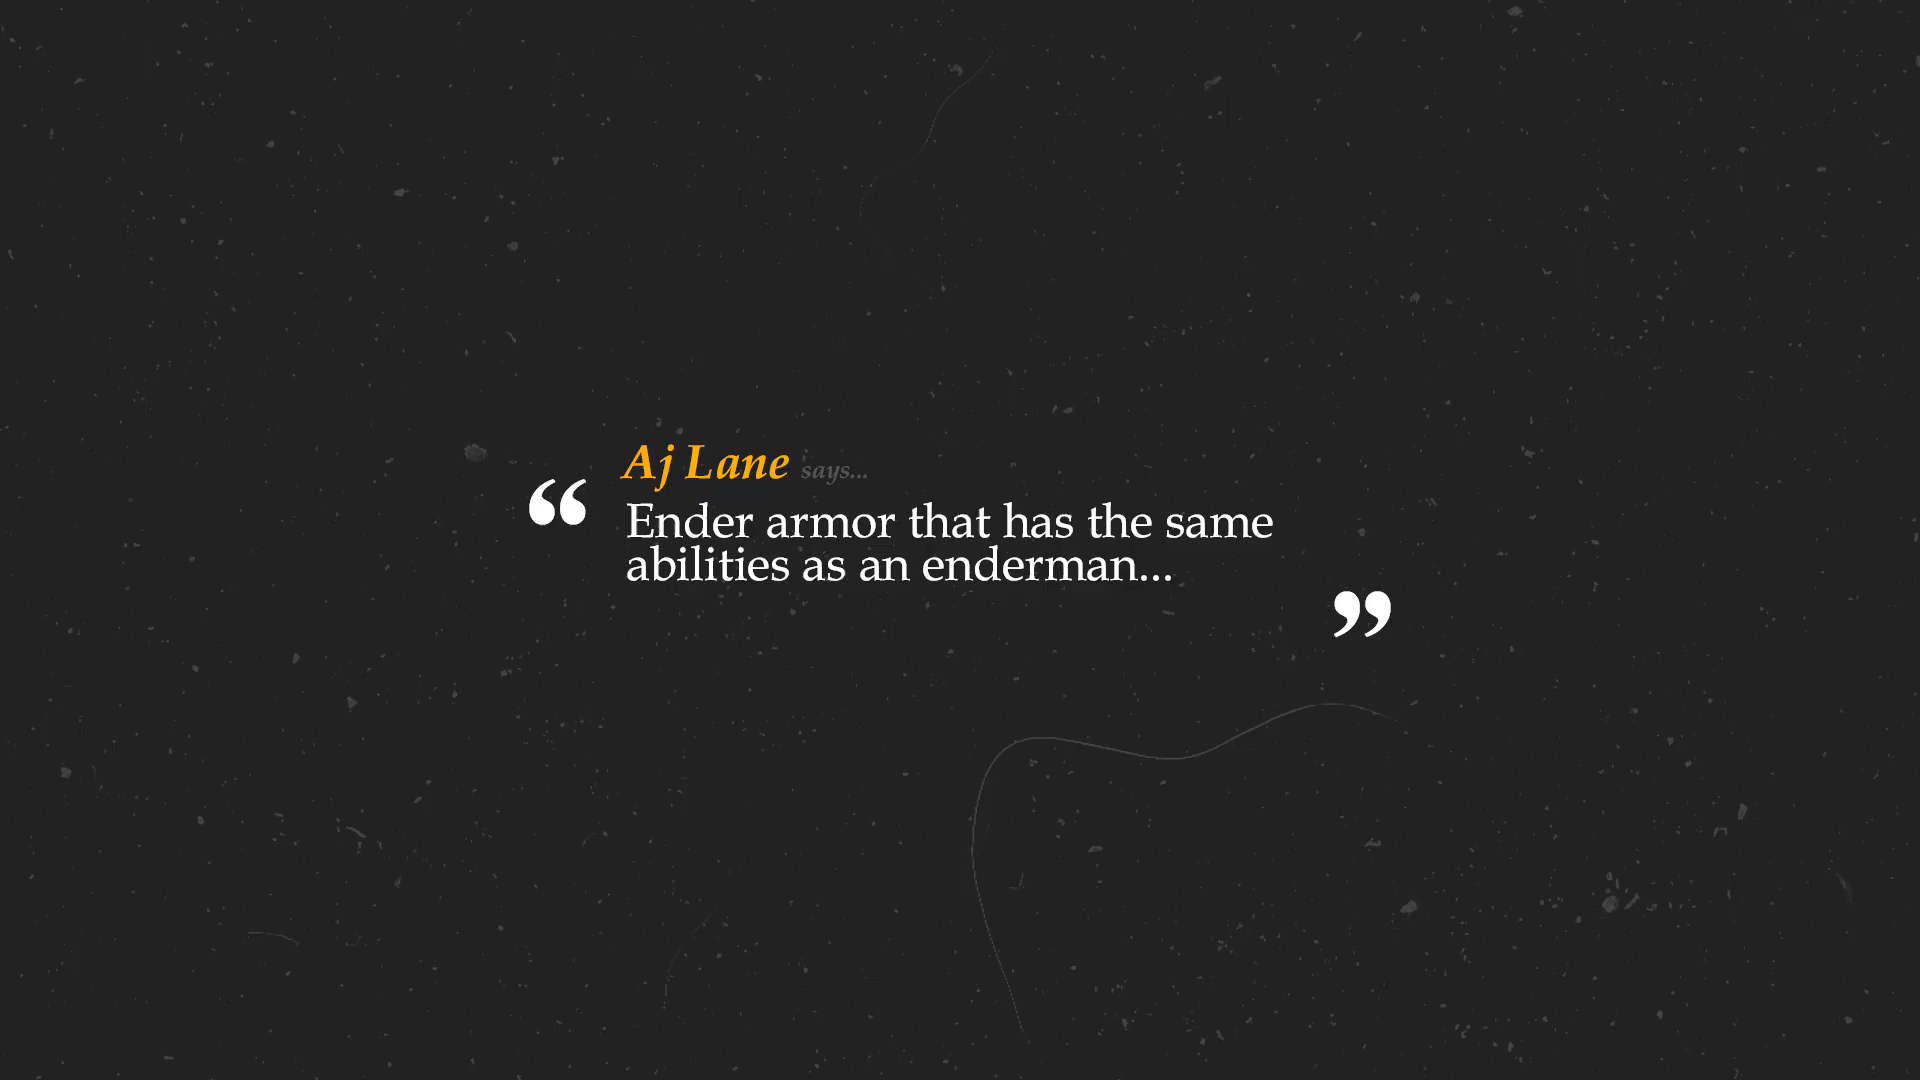 Aj Lane says...
“Ender armor that has the same
abilities as an enderman...”